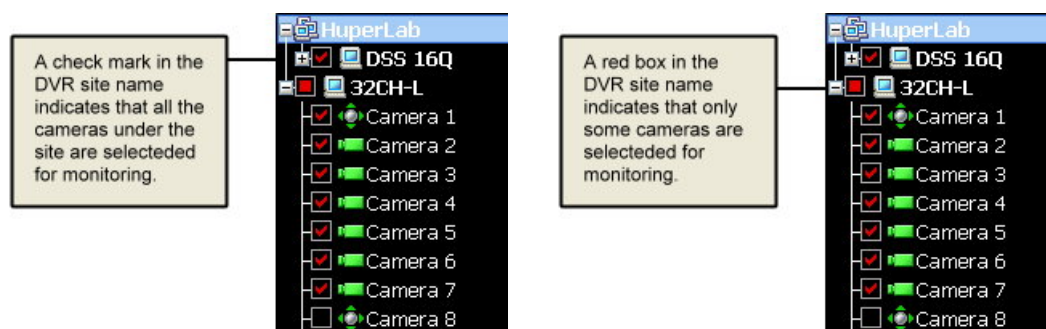 A check mark in the
DVR site name
indicates that all the
cameras under the
site are selecteded
for monitoring.
HuperLab
DSS 16Q
32CH-L
Camera 1
Camera 2
Camera 3
Camera 4
Camera 5
Camera 6
Camera 7
Camera 8
A red box in the
DVR site name
indicates that only
some cameras are
selecteded for
monitoring.
HuperLab
DSS 16Q
32CH-L
Camera 1
Camera 2
Camera 3
Camera 4
Camera 5
Camera 6
Camera 7
Camera 8